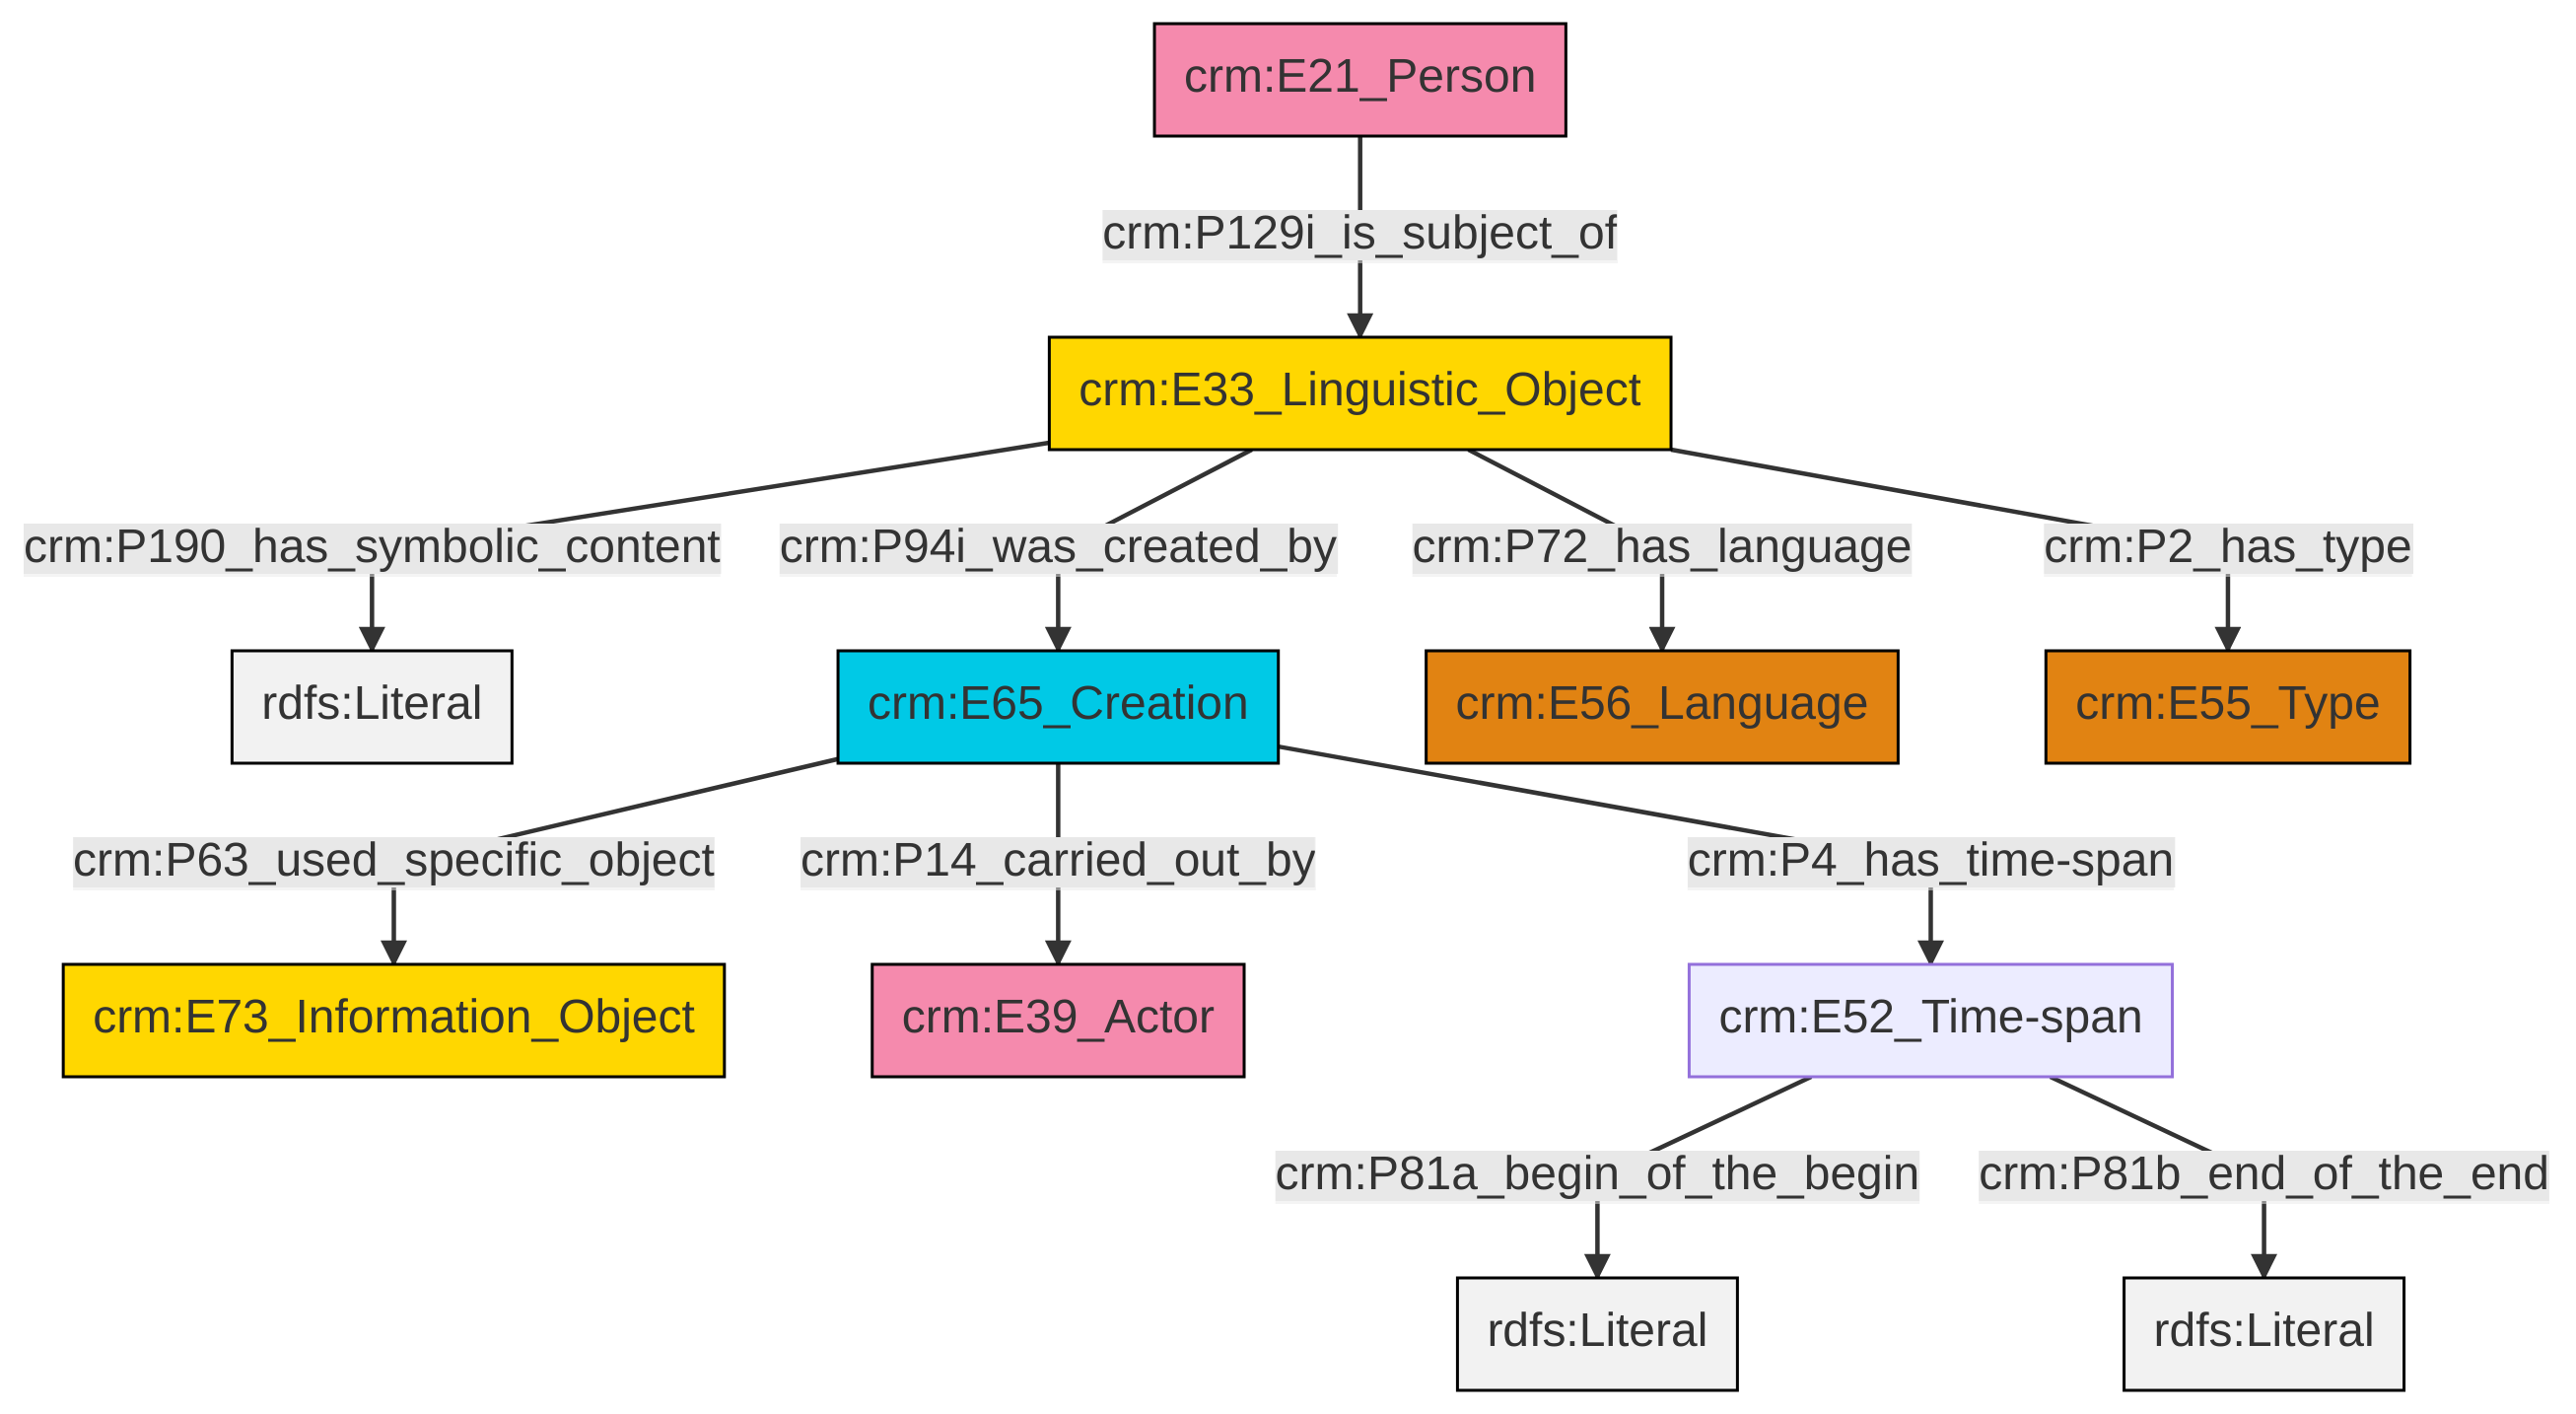 crm:E21_Person
crm:P129i_is_subject_of
crm:E33_Linguistic_Object
crm:P190_has_symbolic_content
crm:P94i_was_created_by
crm:P72_has_language
crm:P2_has_type
rdfs:Literal
crm:E65_Creation
crm:E56_Language
crm:E55_Type
crm:P63_used_specific_object
crm:P14_carried_out_by
crm:P4_has_time-span
crm:E73_Information_Object
crm:E39_Actor
crm:E52_Time-span
crm:P81a_begin_of_the_begin
crm:P81b_end_of_the_end
rdfs:Literal
rdfs:Literal